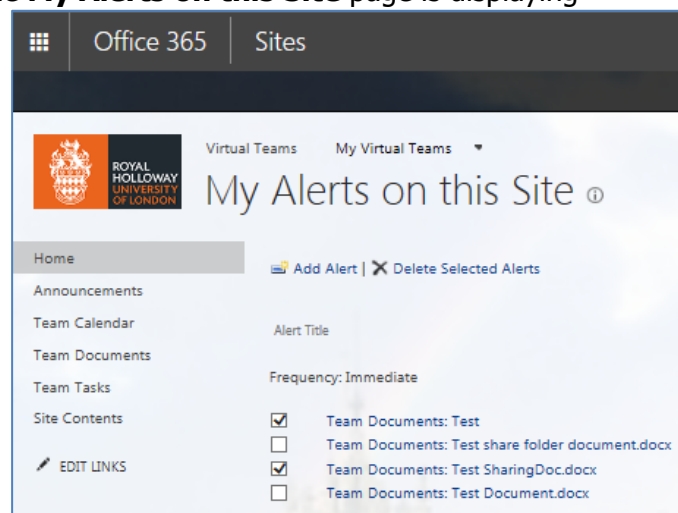 My Alerts on this Site page is displaying
Office 365
Sites
ROYAL
HOLLOWAY
UNIVERSITY
OF LONDON
Virtual Teams
My Virtual Teams
My Alerts on this Site
Home
Announcements
Team Calendar
Team Documents
Team Tasks
Site Contents
EDIT LINKS
Add Alert | Delete Selected Alerts
Alert Title
Frequency: Immediate
Team Documents: Test
Team Documents: Test share folder document.docx
Team Documents: Test SharingDoc.docx
Team Documents: Test Document.docx